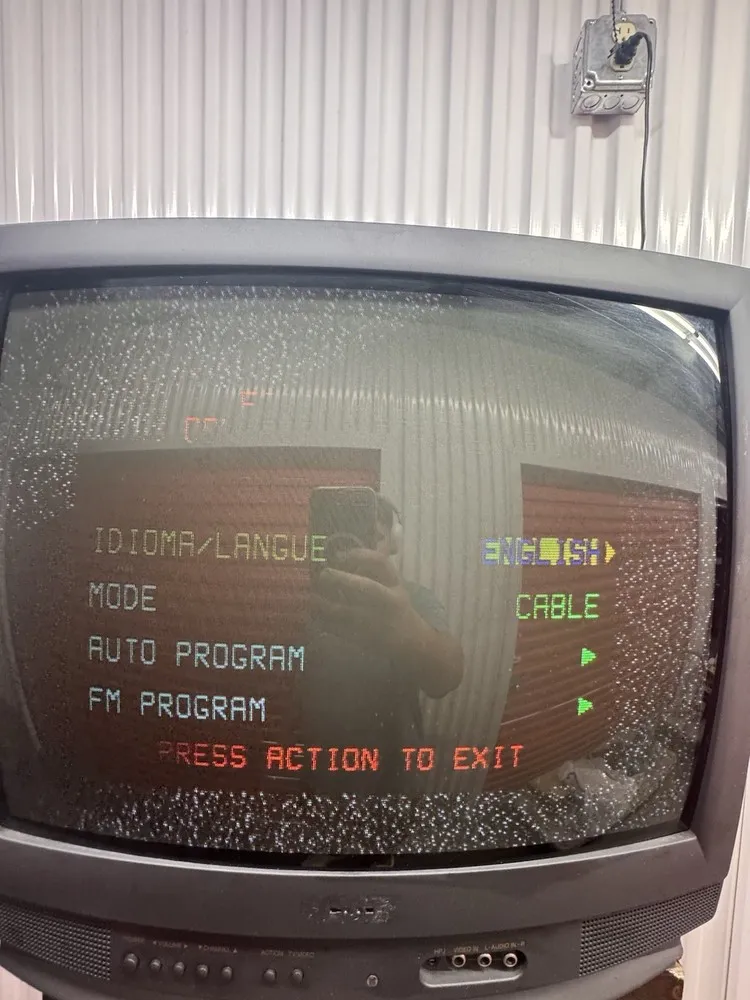 IDIOMA/LANGUE ENGLISH
MODE CABLE
AUTO PROGRAM
FM PROGRAM
PRESS ACTION TO EXIT